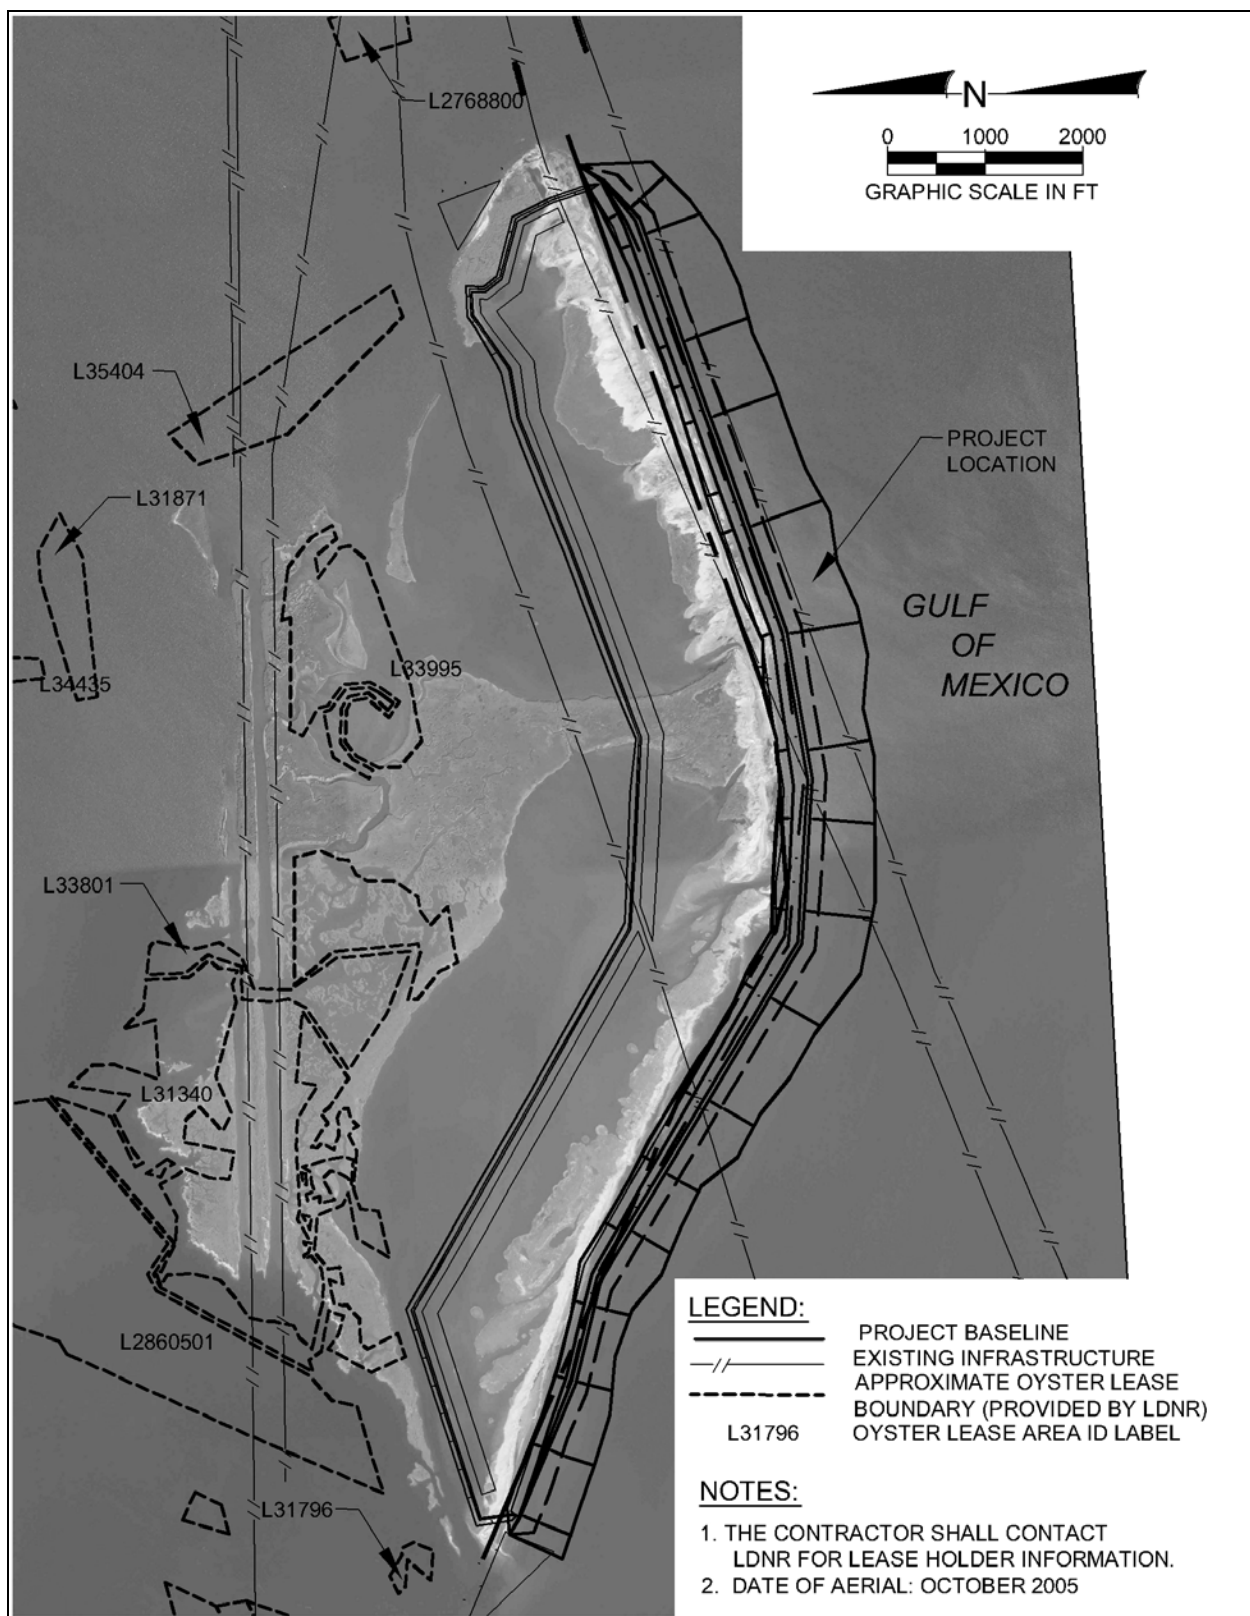 L2768800
N
0 1000 2000
GRAPHIC SCALE IN FT
L35404
PROJECT
LOCATION
L31871
GULF
OF
MEXICO
L33995
L34435
L33801
L31340
L2860501
L31796
LEGEND:
PROJECT BASELINE
EXISTING INFRASTRUCTURE
APPROXIMATE OYSTER LEASE
BOUNDARY (PROVIDED BY LDNR)
L31796 OYSTER LEASE AREA ID LABEL
NOTES:
1. THE CONTRACTOR SHALL CONTACT
LDNR FOR LEASE HOLDER INFORMATION.
2. DATE OF AERIAL: OCTOBER 2005